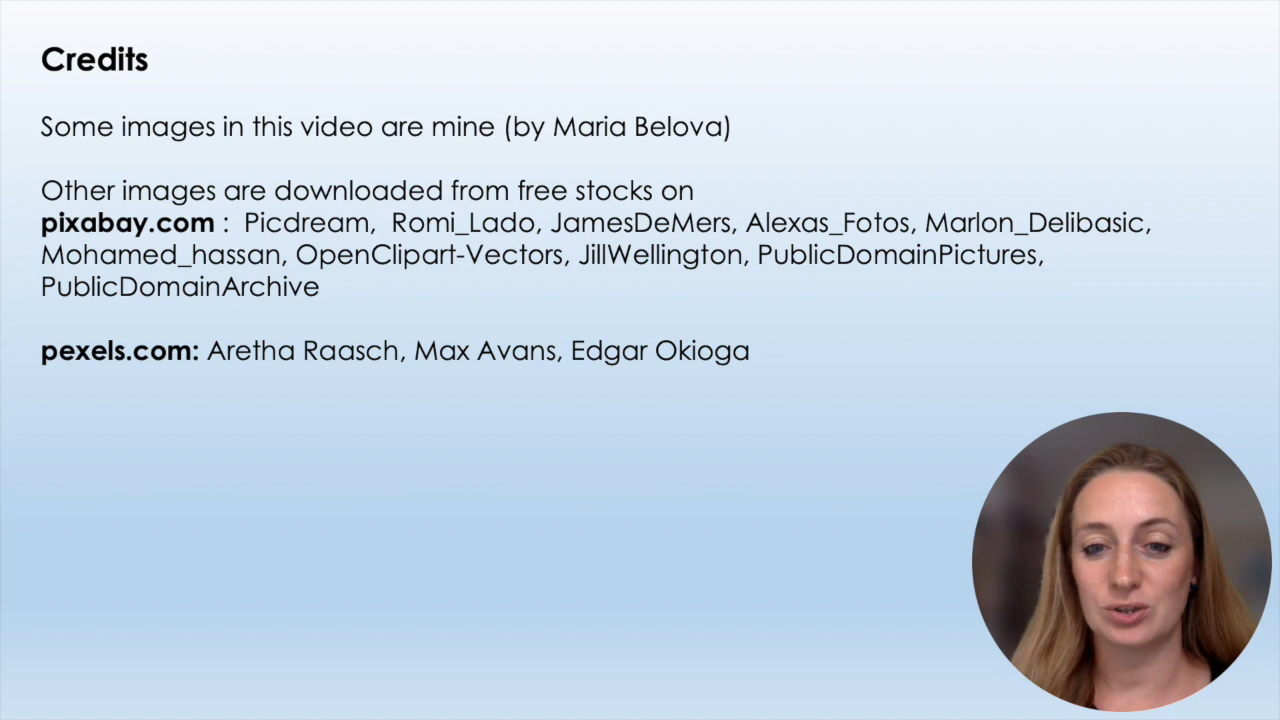 Credits
Some images in this video are mine (by Maria Belova)
Other images are downloaded from free stocks on
pixabay.com : Picdream, Romi_Lado, JamesDeMers, Alexas_Fotos, Marlon_Delibasic,
Mohamed_hassan, OpenClipart-Vectors, JillWellington, PublicDomainPictures,
PublicDomainArchive
pexels.com: Aretha Raasch, Max Avans, Edgar Okioga